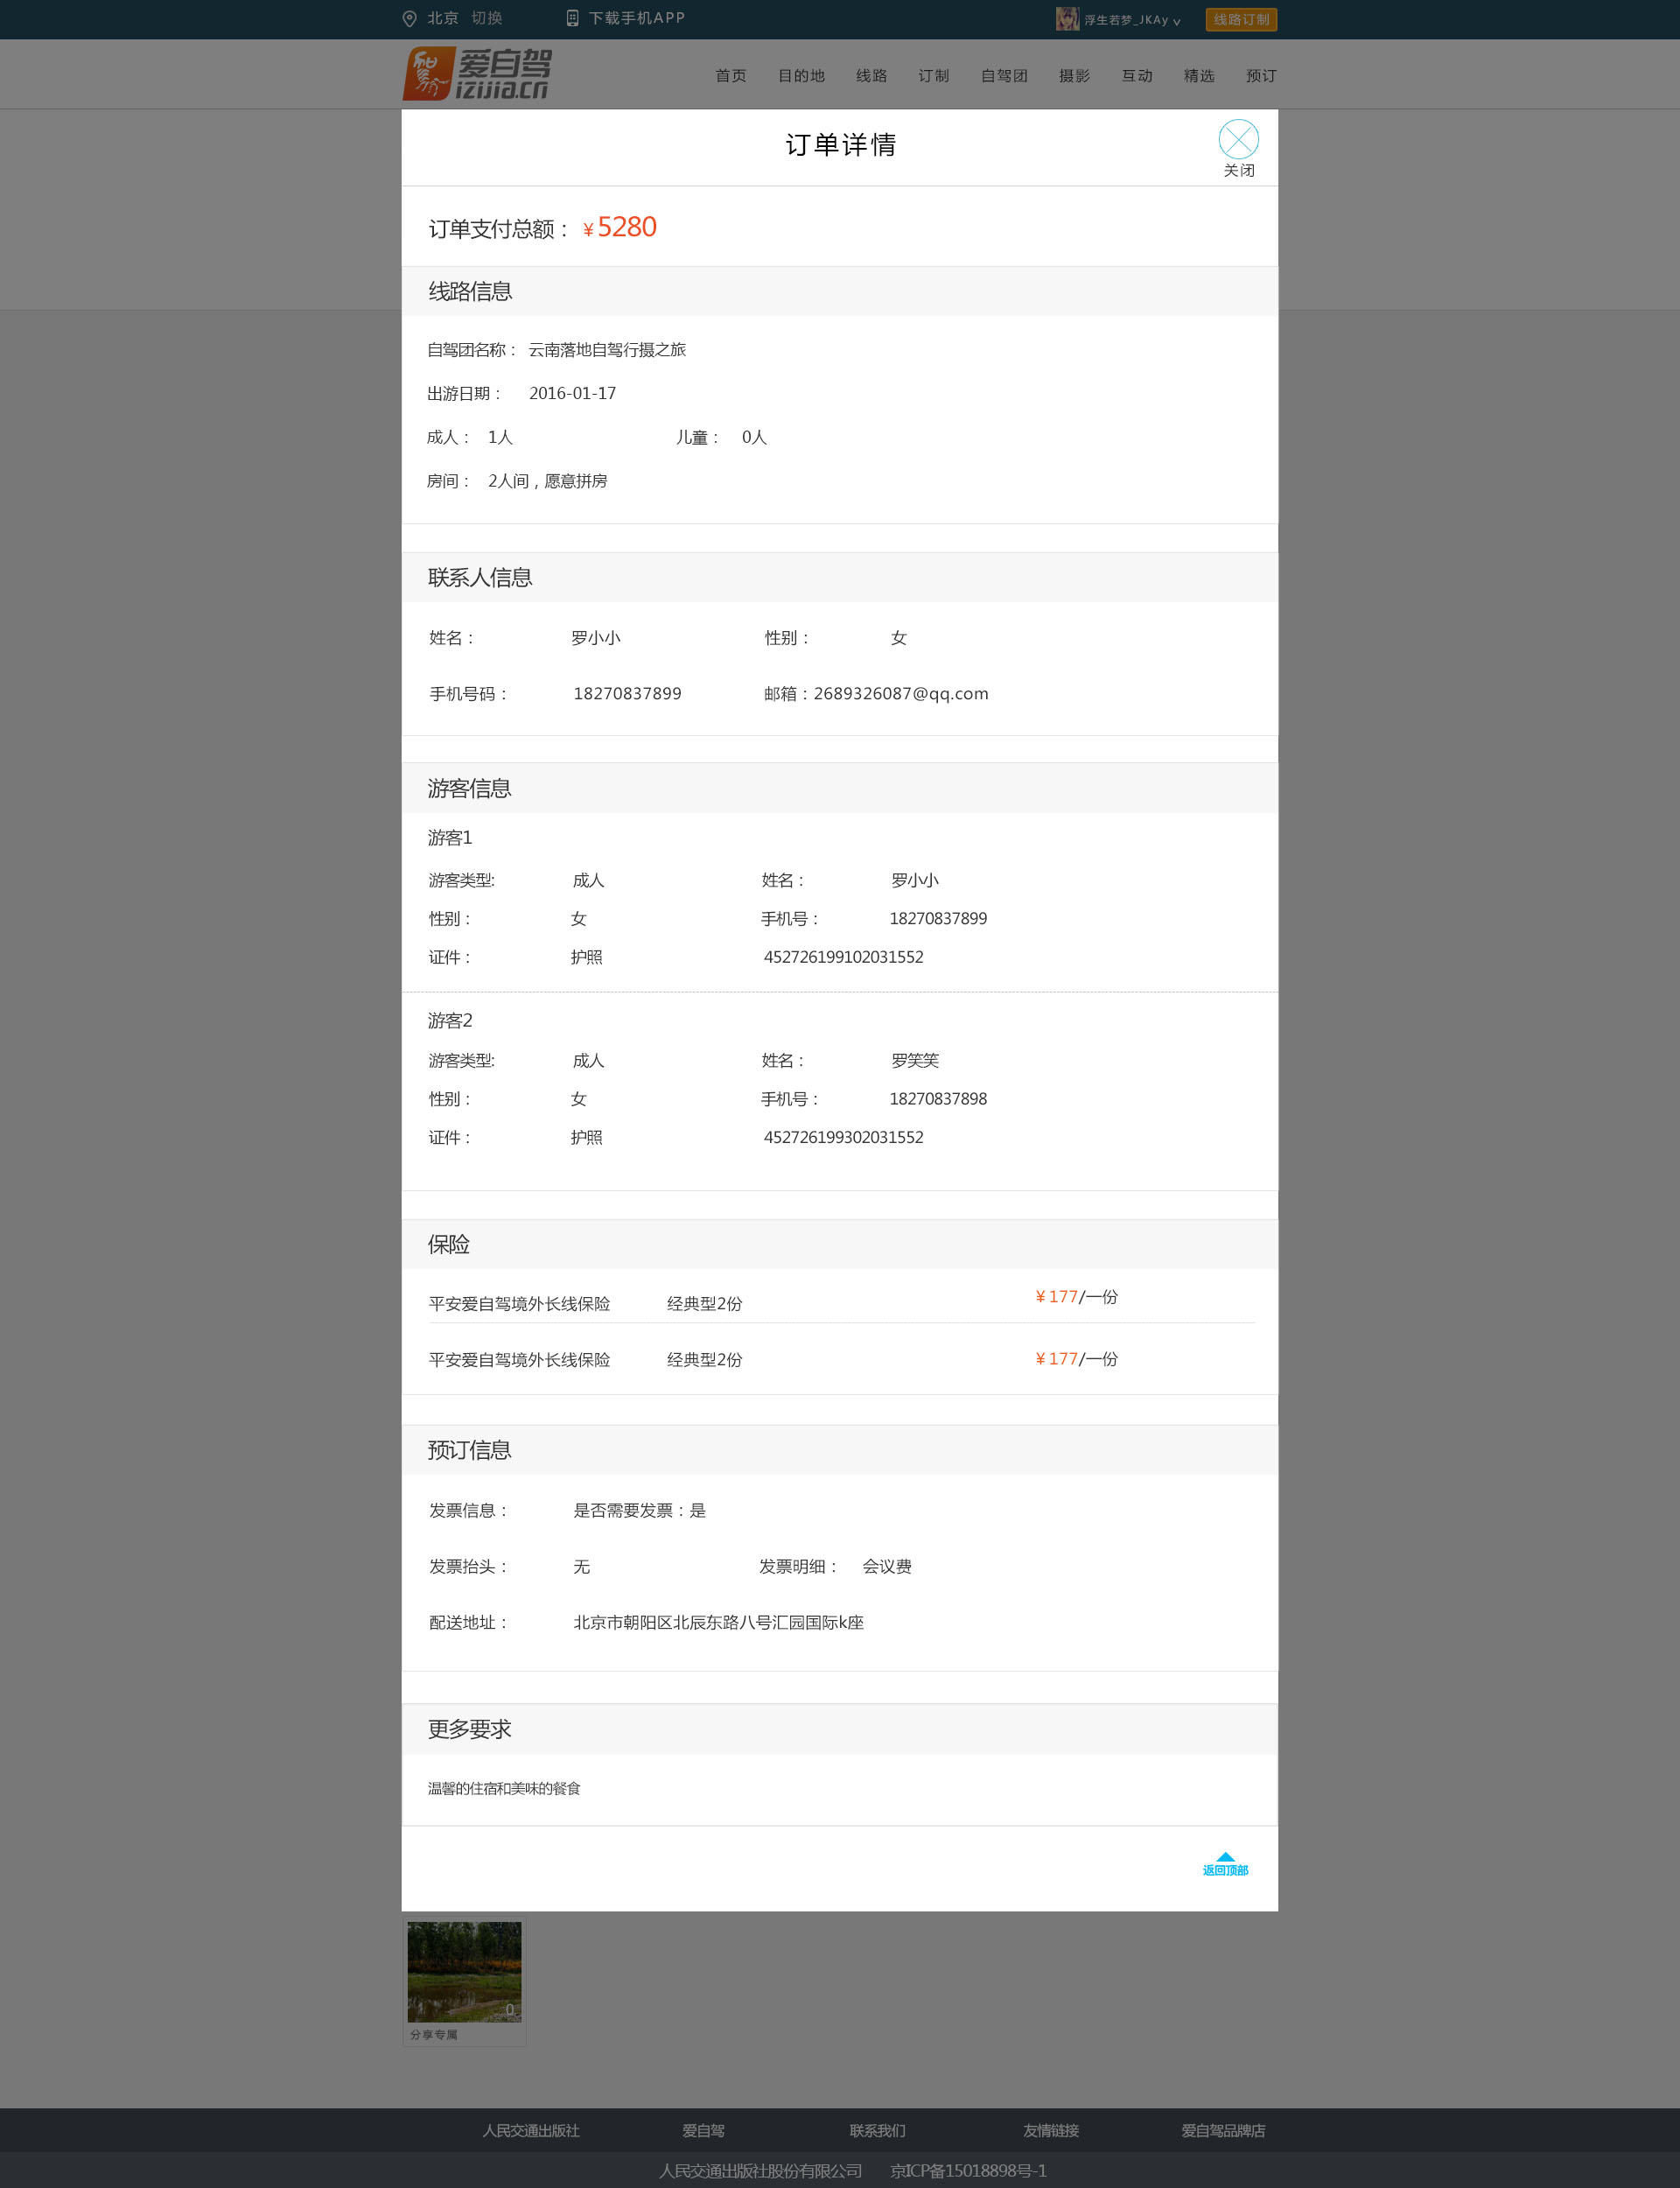 北京 切换 下载手机APP 浮生若梦_JKAy 线路订制
爱自驾
izijia.cn
首页 目的地 线路 订制 自驾团 摄影 互动 精选 预订
订单详情
关闭
订单支付总额： ¥5280
线路信息
自驾团名称： 云南落地自驾行摄之旅
出游日期： 2016-01-17
成人： 1人 儿童： 0人
房间： 2人间，愿意拼房
联系人信息
姓名： 罗小小 性别： 女
手机号码： 18270837899 邮箱：2689326087@qq.com
游客信息
游客1
游客类型: 成人 姓名： 罗小小
性别： 女 手机号： 18270837899
证件： 护照 452726199102031552
游客2
游客类型: 成人 姓名： 罗笑笑
性别： 女 手机号： 18270837898
证件： 护照 452726199302031552
保险
平安爱自驾境外长线保险 经典型2份 ¥177/一份
平安爱自驾境外长线保险 经典型2份 ¥177/一份
预订信息
发票信息： 是否需要发票：是
发票抬头： 无 发票明细： 会议费
配送地址： 北京市朝阳区北辰东路八号汇园国际k座
更多要求
温馨的住宿和美味的餐食
返回顶部
0
分享专属
人民交通出版社 爱自驾 联系我们 友情链接 爱自驾品牌店
人民交通出版社股份有限公司 京ICP备15018898号-1